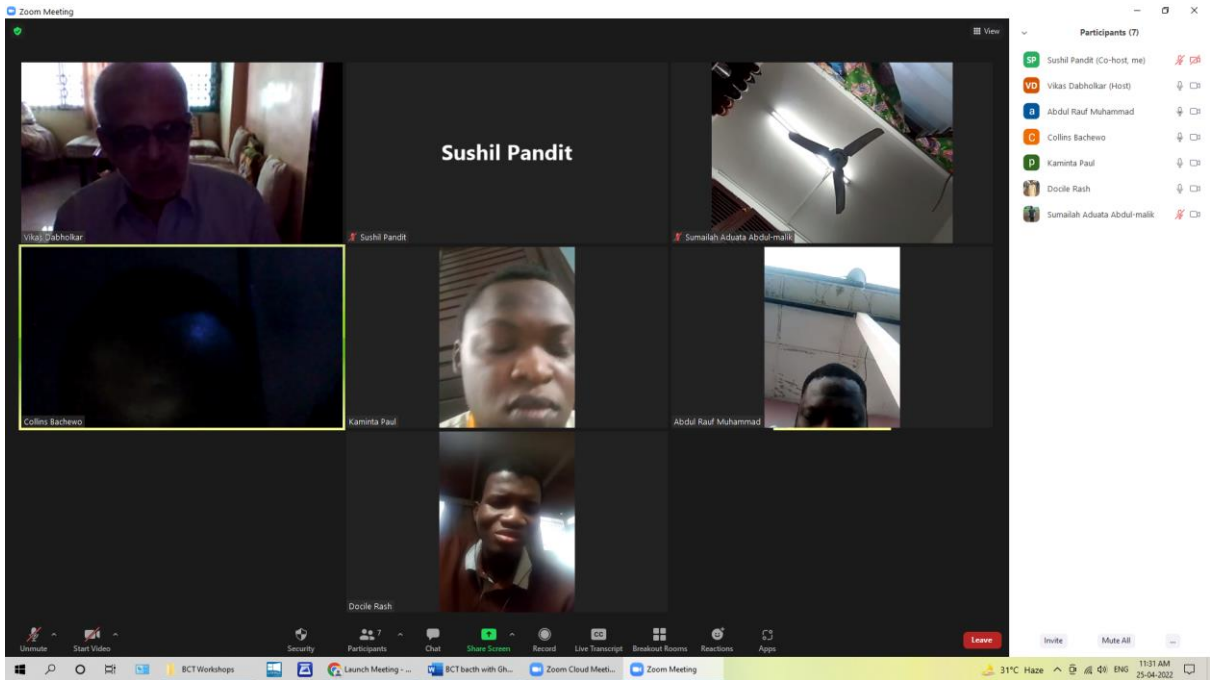 Zoom Meeting
View
Participants (7)
SP Sushil Pandit (Co-host, me)
VD Vikas Dabholkar (Host)
a Abdul Rauf Muhammad
C Collins Bachewo
p Kaminta Paul
Docile Rash
Sumailah Aduata Abdul-malik
Sushil Pandit
Vikas Dabholkar
Sushil Pandit
Sumailah Aduata Abdul-malik
Collins Bachewo
Kaminta Paul
Abdul Rauf Muhammad
Docile Rash
Unmute
Start Video
Security
7
Participants
Chat
Share Screen
Record
CC
Live Transcript
Breakout Rooms
Reactions
Apps
Leave
Invite
Mute All
...
BCT Workshops
Launch Meeting - ...
BCT bacth with Gh...
Zoom Cloud Meeti...
Zoom Meeting
31°C Haze
ENG
11:31 AM
25-04-2022